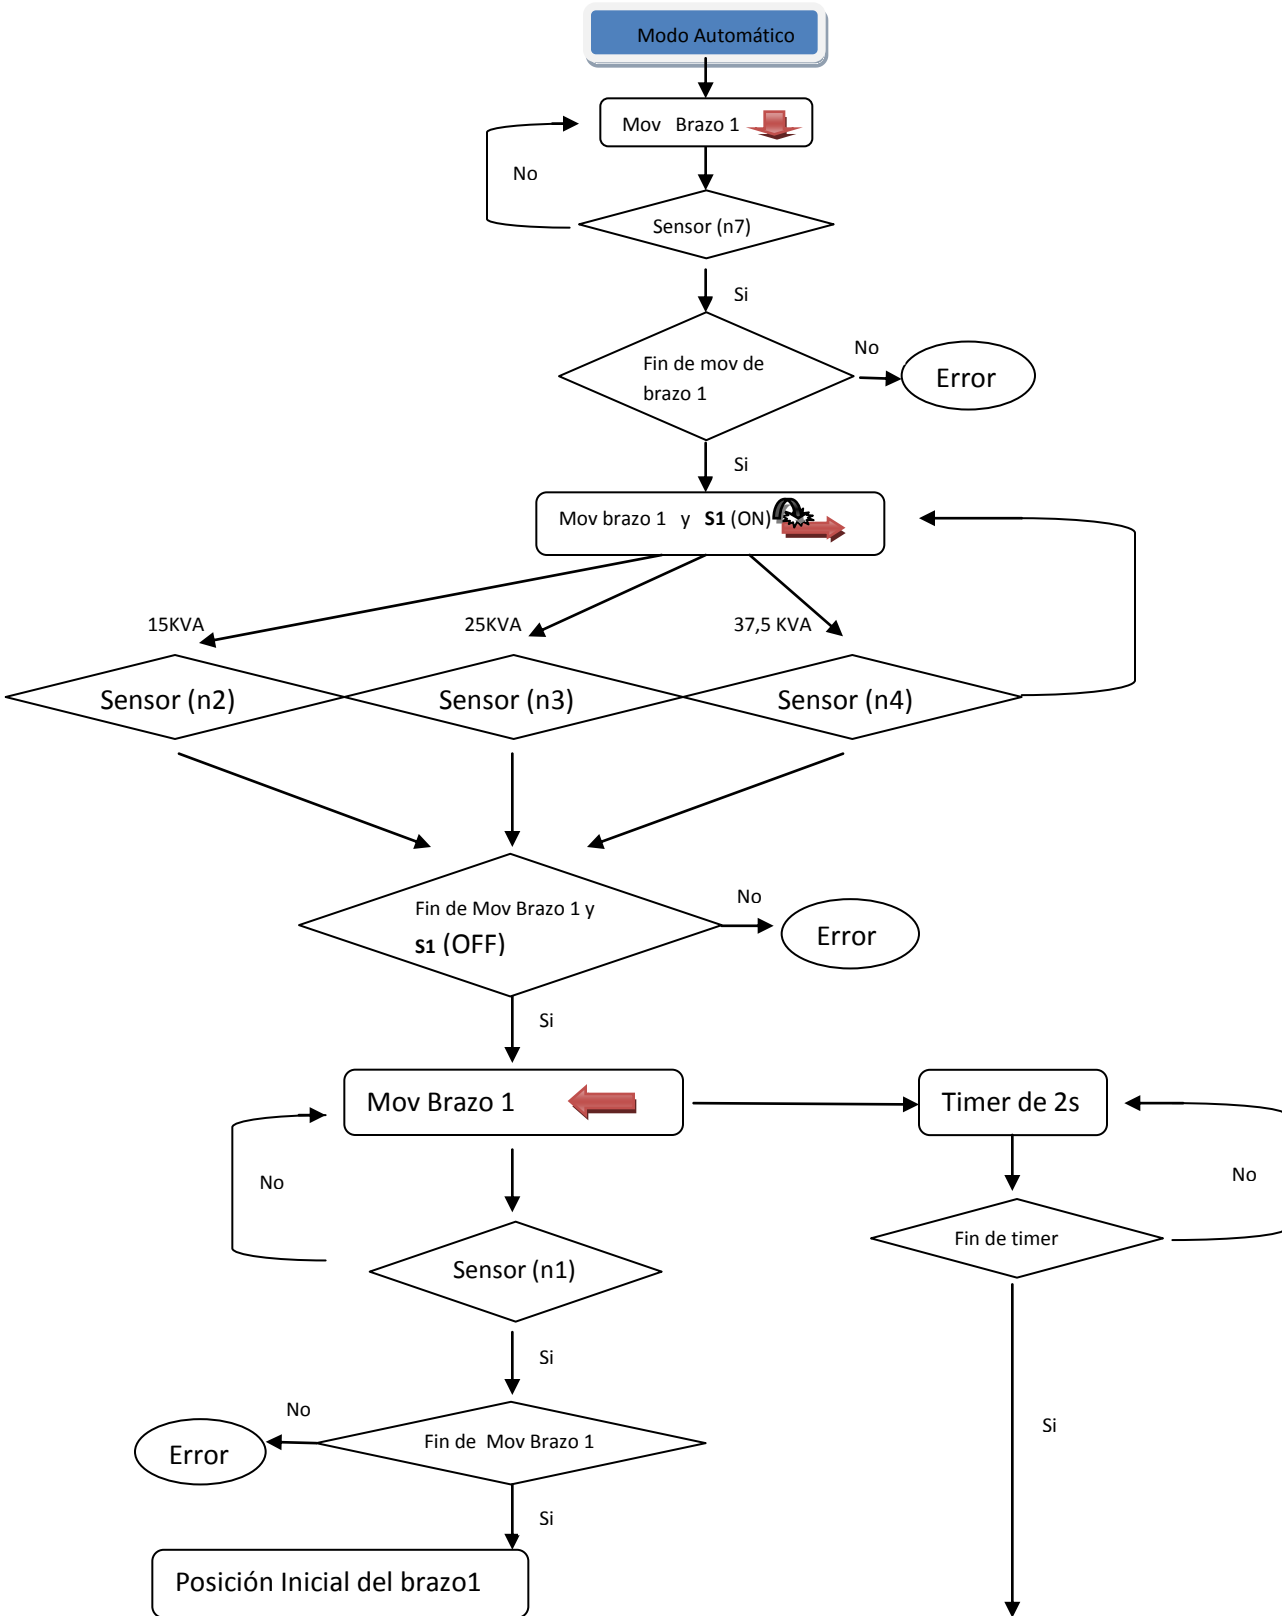 Modo Automático
Mov Brazo 1
No
Sensor (n7)
Si
Fin de mov de
brazo 1
No
Error
Si
Mov brazo 1 y S1 (ON)
15KVA
25KVA
37,5 KVA
Sensor (n2)
Sensor (n3)
Sensor (n4)
Fin de Mov Brazo 1 y
S1 (OFF)
No
Error
Si
Mov Brazo 1
Timer de 2s
No
No
Fin de timer
Sensor (n1)
Si
No
Fin de Mov Brazo 1
Error
Si
Si
Posición Inicial del brazo1